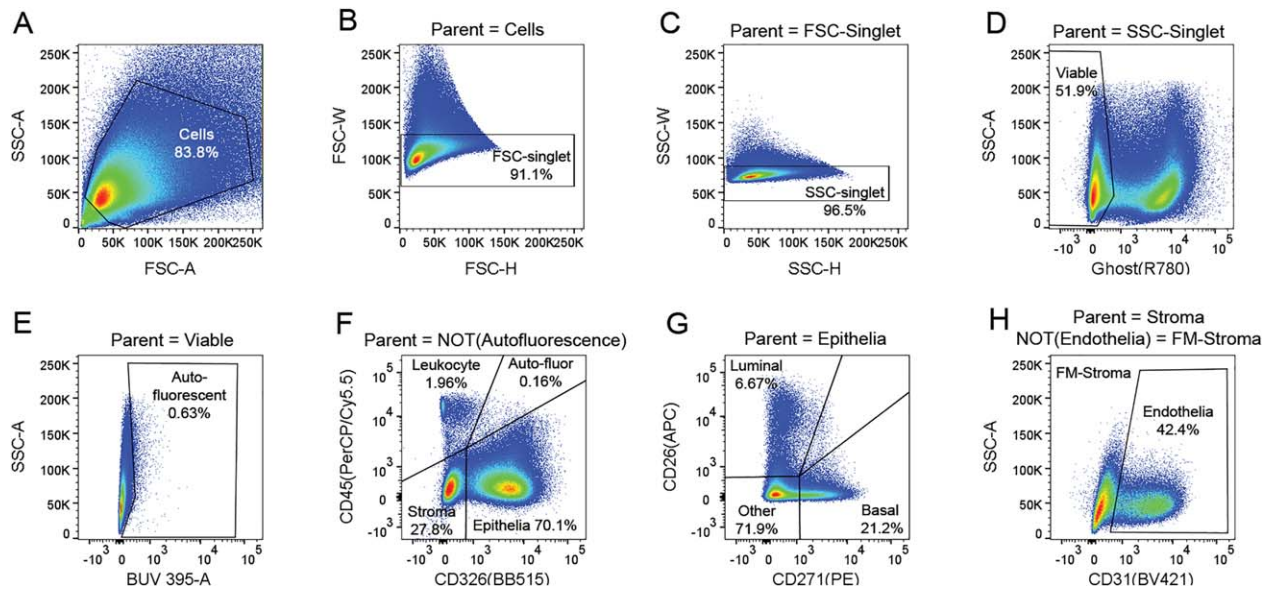 A
SSC-A
250K
200K
150K
100K
50K
0
Cells
83.8%
0 50K 100K 150K 200K 250K
FSC-A
B
Parent = Cells
FSC-W
250K
200K
150K
100K
50K
0
FSC-singlet
91.1%
0 50K 100K 150K 200K 250K
FSC-H
C
Parent = FSC-Singlet
SSC-W
250K
200K
150K
100K
50K
0
SSC-singlet
96.5%
0 50K 100K 150K 200K 250K
SSC-H
D
Parent = SSC-Singlet
SSC-A
250K
200K
150K
100K
50K
0
Viable
51.9%
-10³ 0 10³ 10⁴ 10⁵
Ghost(R780)
E
Parent = Viable
SSC-A
250K
200K
150K
100K
50K
0
Auto-
fluorescent
0.63%
-10³ 0 10³ 10⁴ 10⁵
BUV 395-A
F
Parent = NOT(Autofluorescence)
CD45(PerCP/Cy5.5)
10⁵
10⁴
10³
0
-10³
Leukocyte
1.96%
Auto-fluor
0.16%
Stroma
27.8%
Epithelia 70.1%
-10³ 0 10³ 10⁴ 10⁵
CD326(BB515)
G
Parent = Epithelia
CD26(APC)
10⁵
10⁴
10³
0
-10³
Luminal
6.67%
Other
71.9%
Basal
21.2%
-10³ 0 10³ 10⁴ 10⁵
CD271(PE)
H
Parent = Stroma
NOT(Endothelia) = FM-Stroma
SSC-A
250K
200K
150K
100K
50K
0
FM-Stroma
Endothelia
42.4%
-10³ 0 10³ 10⁴ 10⁵
CD31(BV421)